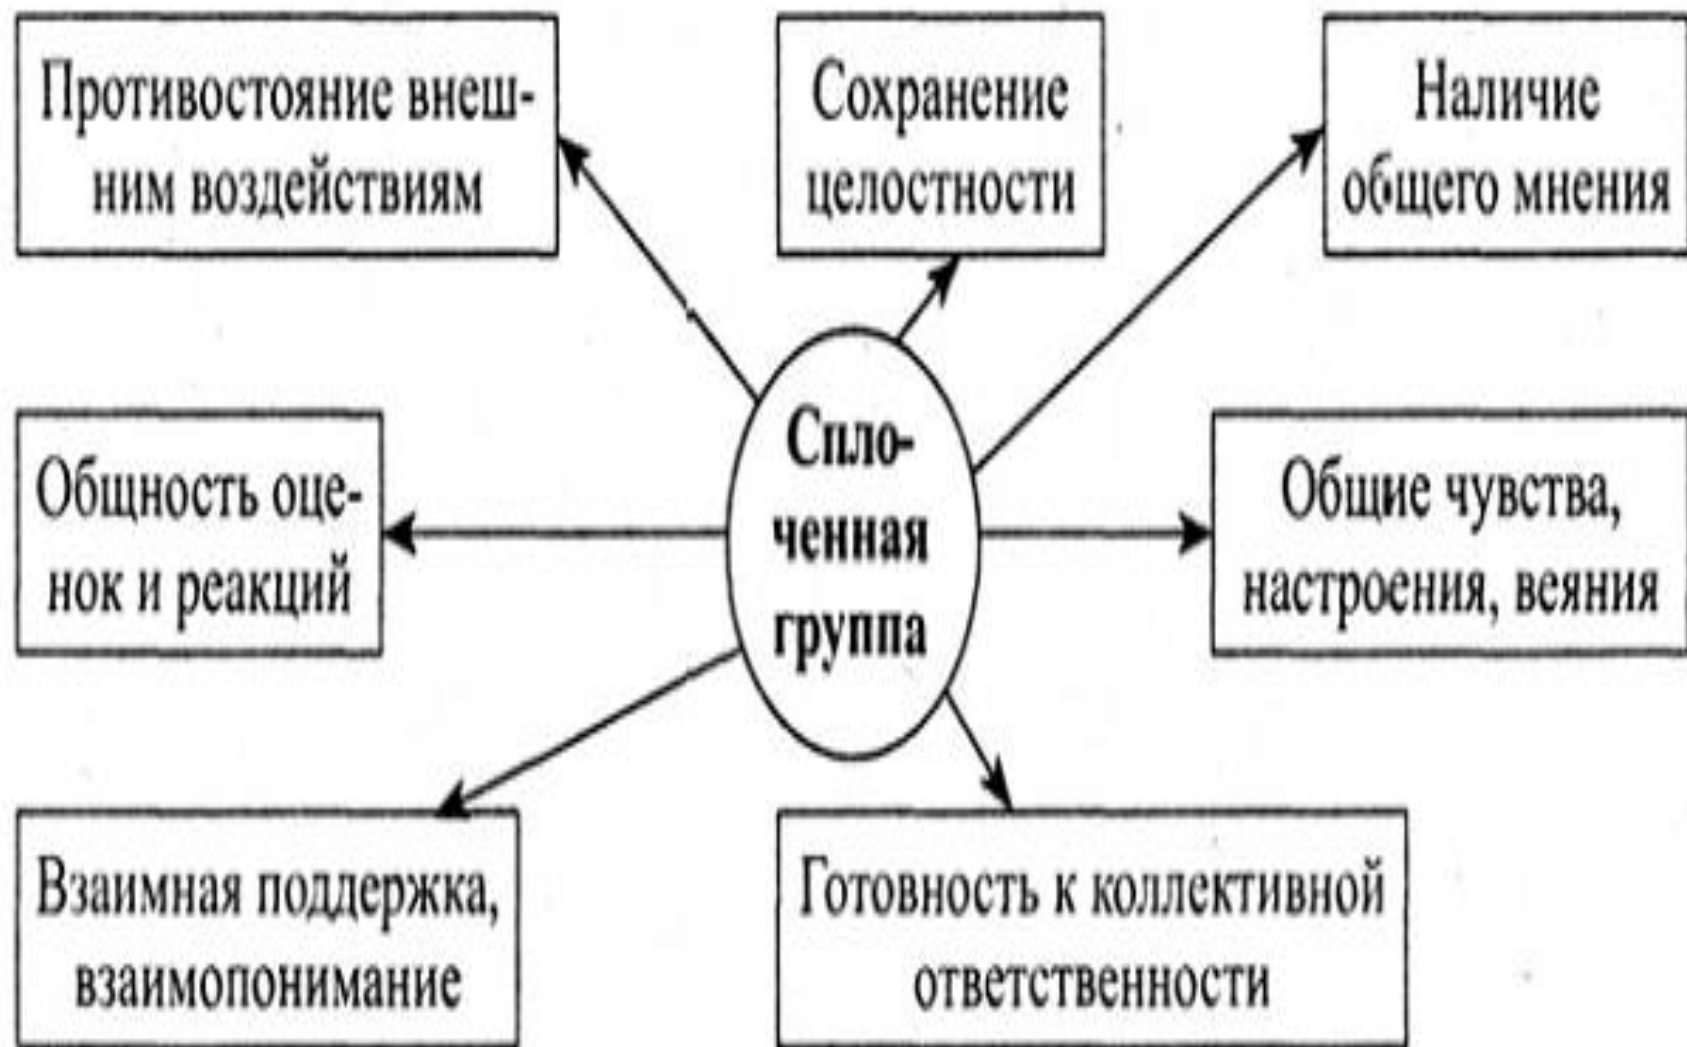 Противостояние внеш-
ним воздействиям
Сохранение
целостности
Наличие
общего мнения
Общность оце-
нок и реакций
Спло-
ченная
группа
Общие чувства,
настроения, веяния
Взаимная поддержка,
взаимопонимание
Готовность к коллективной
ответственности